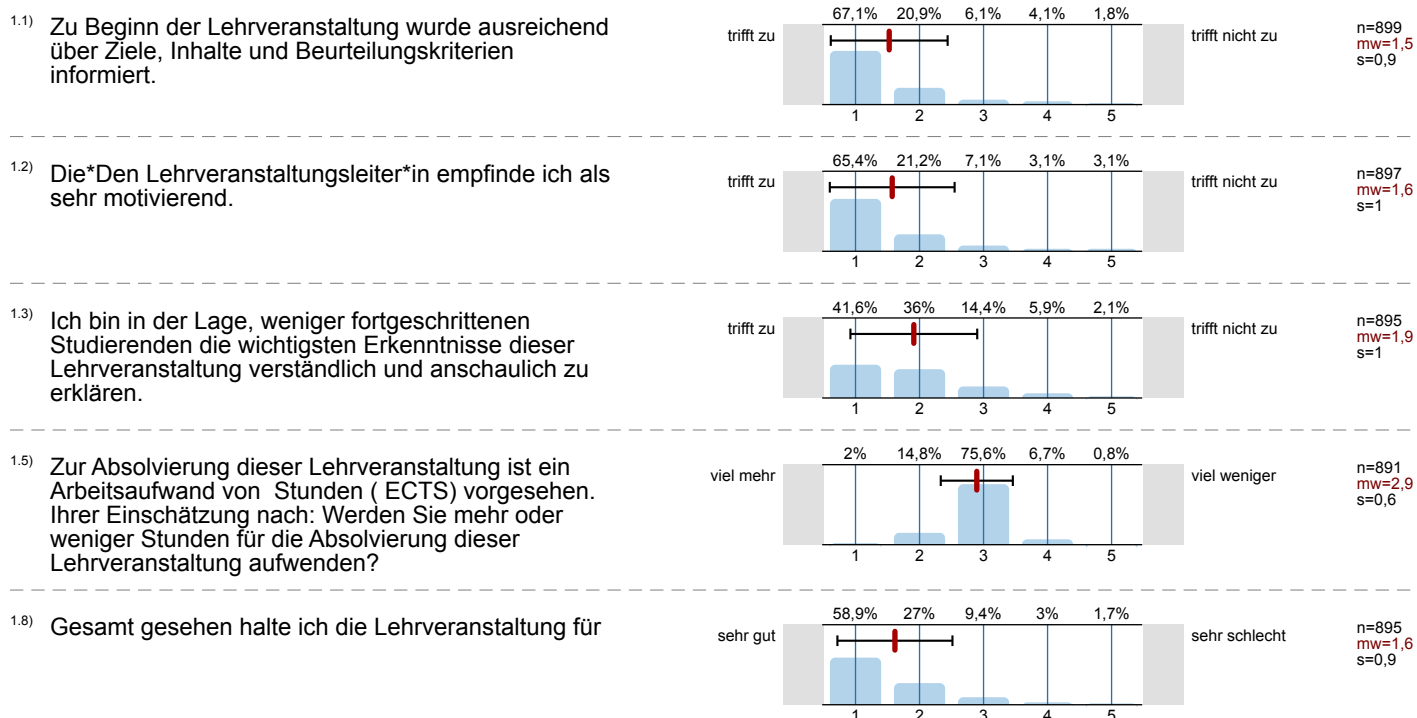 1.1) Zu Beginn der Lehrveranstaltung wurde ausreichend
über Ziele, Inhalte und Beurteilungskriterien
informiert.
67,1% 20,9% 6,1% 4,1% 1,8%
trifft zu
trifft nicht zu
1 2 3 4 5
n=899
mw=1,5
s=0,9
1.2) Die*Den Lehrveranstaltungsleiter*in empfinde ich als
sehr motivierend.
65,4% 21,2% 7,1% 3,1% 3,1%
trifft zu
trifft nicht zu
1 2 3 4 5
n=897
mw=1,6
s=1
1.3) Ich bin in der Lage, weniger fortgeschrittenen
Studierenden die wichtigsten Erkenntnisse dieser
Lehrveranstaltung verständlich und anschaulich zu
erklären.
41,6% 36% 14,4% 5,9% 2,1%
trifft zu
trifft nicht zu
1 2 3 4 5
n=895
mw=1,9
s=1
1.5) Zur Absolvierung dieser Lehrveranstaltung ist ein
Arbeitsaufwand von Stunden ( ECTS) vorgesehen.
Ihrer Einschätzung nach: Werden Sie mehr oder
weniger Stunden für die Absolvierung dieser
Lehrveranstaltung aufwenden?
2% 14,8% 75,6% 6,7% 0,8%
viel mehr
viel weniger
1 2 3 4 5
n=891
mw=2,9
s=0,6
1.8) Gesamt gesehen halte ich die Lehrveranstaltung für
58,9% 27% 9,4% 3% 1,7%
sehr gut
sehr schlecht
1 2 3 4 5
n=895
mw=1,6
s=0,9